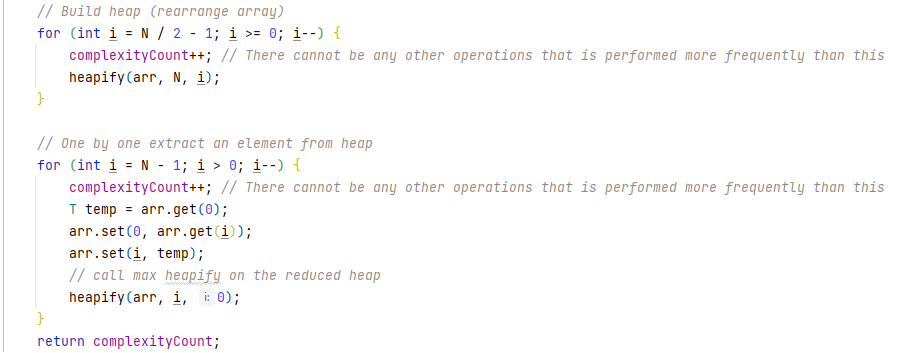 // Build heap (rearrange array)
for (int i = N / 2 - 1; i >= 0; i--) {
complexityCount++; // There cannot be any other operations that is performed more frequently than this
heapify(arr, N, i);
}
// One by one extract an element from heap
for (int i = N - 1; i > 0; i--) {
complexityCount++; // There cannot be any other operations that is performed more frequently than this
T temp = arr.get(0);
arr.set(0, arr.get(i));
arr.set(i, temp);
// call max heapify on the reduced heap
heapify(arr, i, i: 0);
}
return complexityCount;